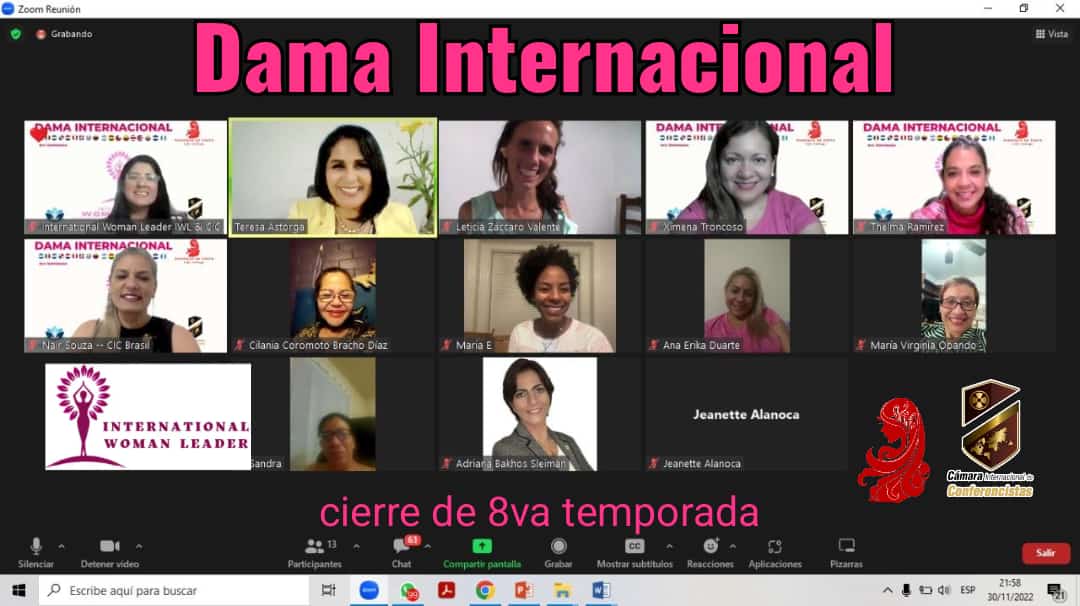 Zoom Reunión
Grabando
Vista
Dama Internacional
DAMA INTERNACIONAL
DAMA INTERNACIONAL
DAMA INTERNACIONAL
International Woman Leader IWL & CIC
Teresa Astorga
Leticia Zaccaro Valente
Ximena Troncoso
Thelma Ramirez
DAMA INTERNACIONAL
Nair Souza -- CIC Brasil
Cilania Coromoto Bracho Díaz
María E
Ana Erika Duarte
María Virginia Obando
INTERNATIONAL
WOMAN LEADER
Sandra
Adriana Bakhos Sleiman
Jeanette Alanoca
Jeanette Alanoca
Cámara Internacional de
Conferencistas
cierre de 8va temporada
13
61
Silenciar
Detener video
Participantes
Chat
Compartir pantalla
Grabar
CC
Mostrar subtítulos
Reacciones
Aplicaciones
Pizarras
Salir
Escribe aquí para buscar
zoom
99
ESP
21:58
30/11/2022
21